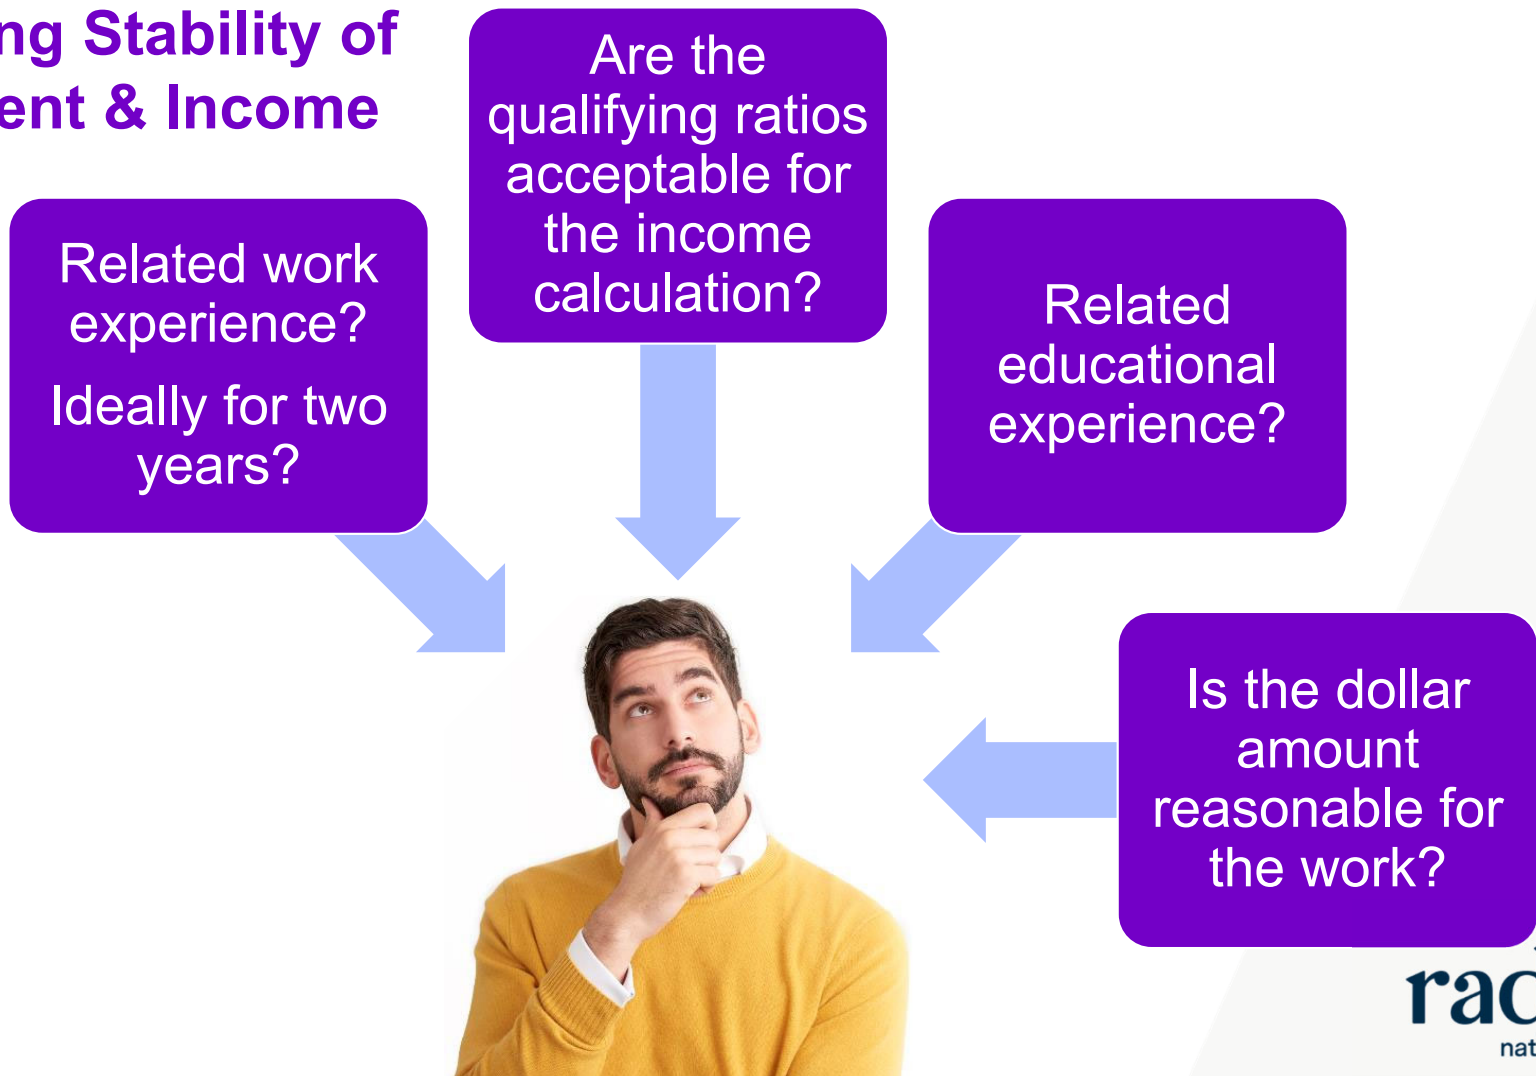 ng Stability of
ent & Income
Are the
qualifying ratios
acceptable for
the income
calculation?
Related work
experience?
Ideally for two
years?
Related
educational
experience?
Is the dollar
amount
reasonable for
the work?
rac
nat